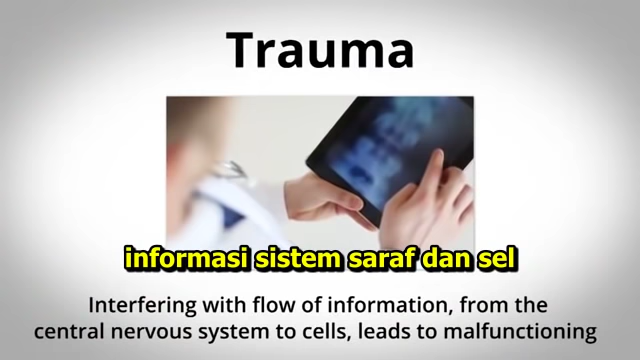 Trauma
informasi sistem saraf dan sel
Interfering with flow of information, from the
central nervous system to cells, leads to malfunctioning